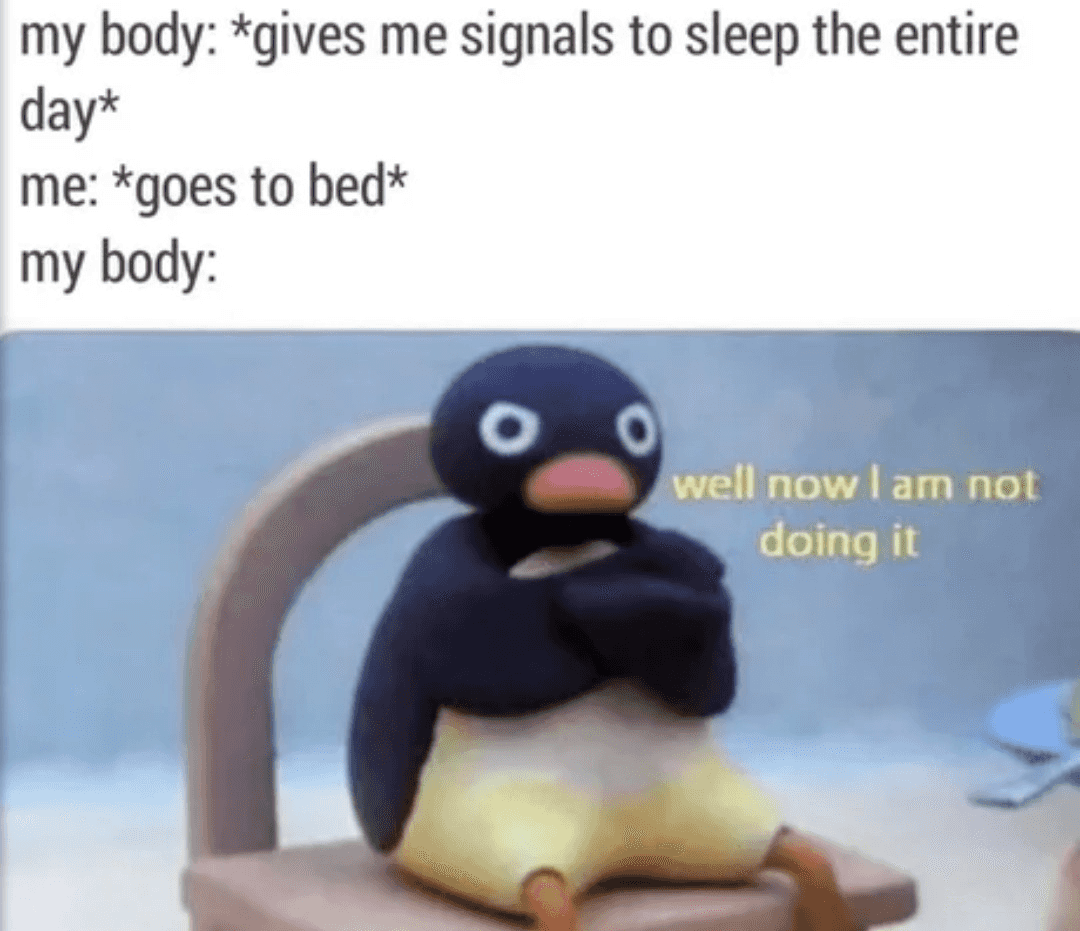 my body: *gives me signals to sleep the entire
day*
me: *goes to bed*
my body:
well now I am not
doing it